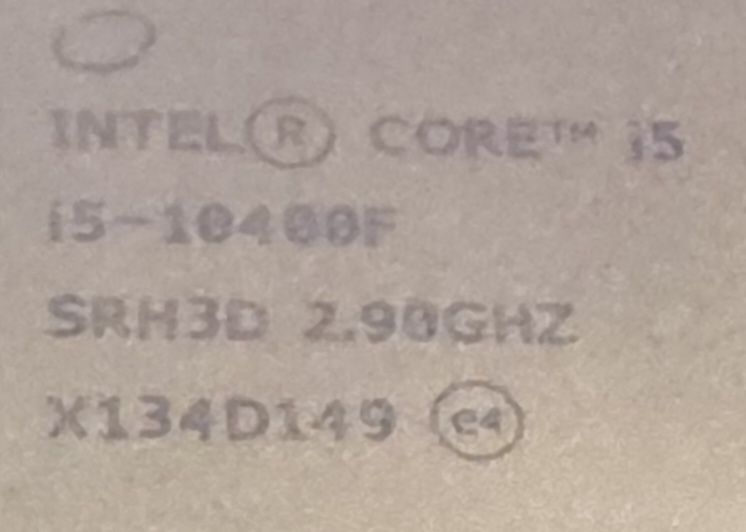 INTEL® CORE™ i5
i5-10400F
SRH3D 2.90GHZ
X134D149 e4